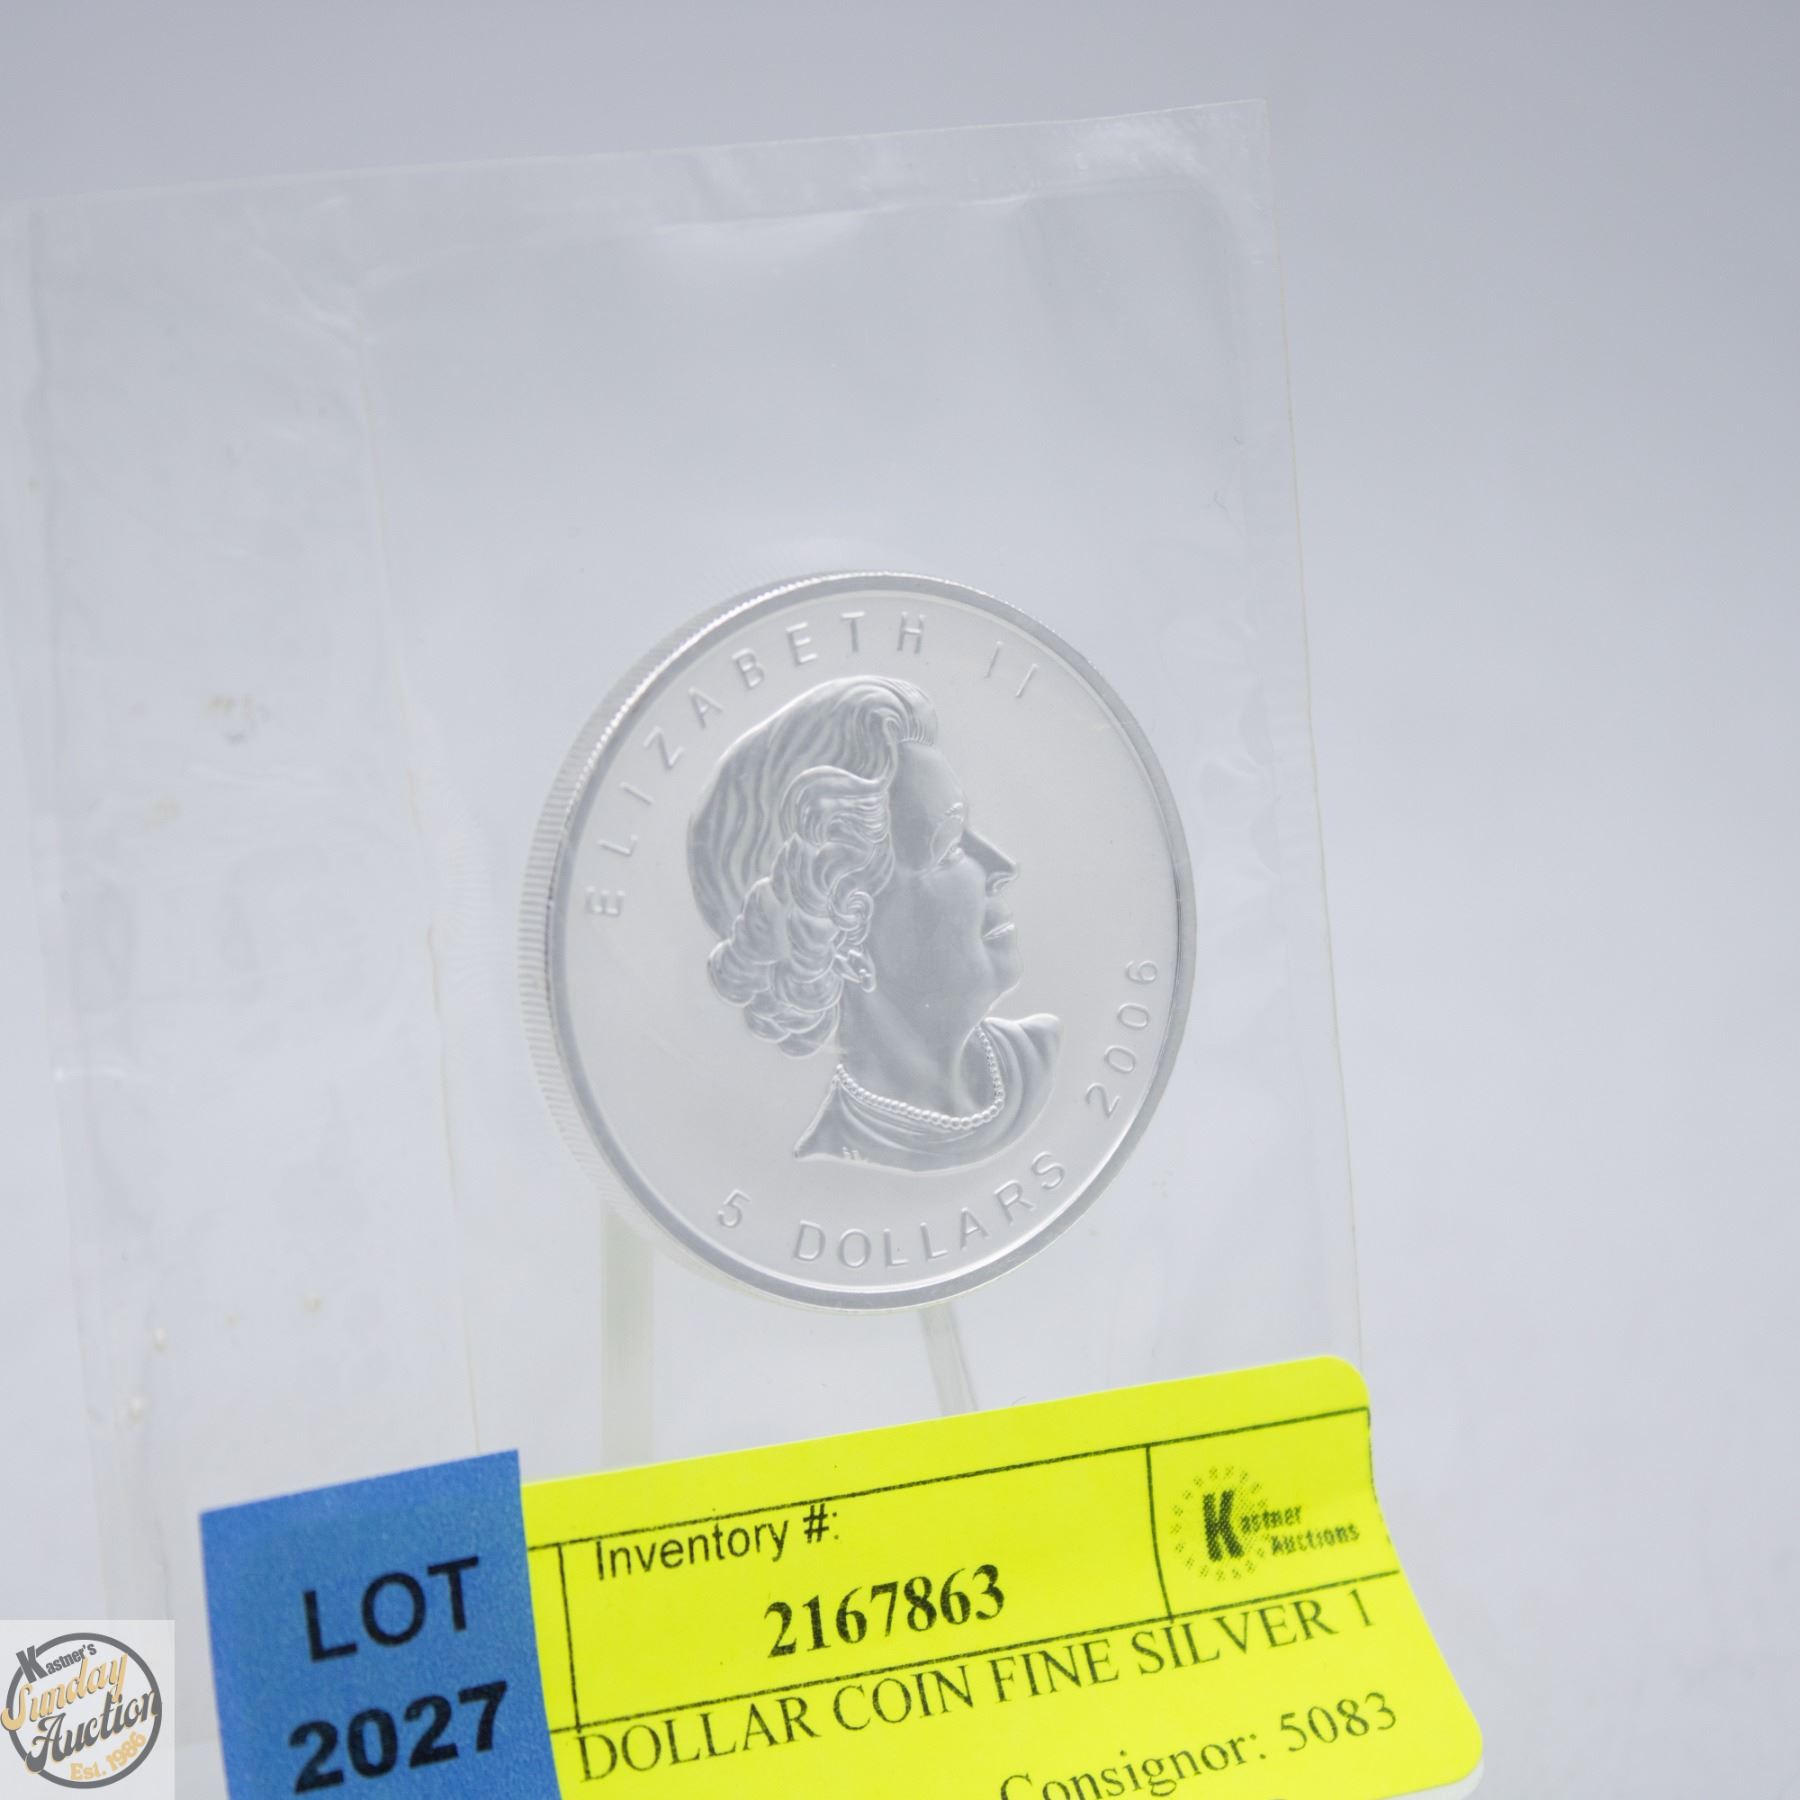 ELIZABETH II
5 DOLLARS 2006
LOT
2027
Inventory #:
2167863
Kastner
Auctions
DOLLAR COIN FINE SILVER 1
Consignor: 5083
Kastner's
Sunday
Auction
Est. 1986